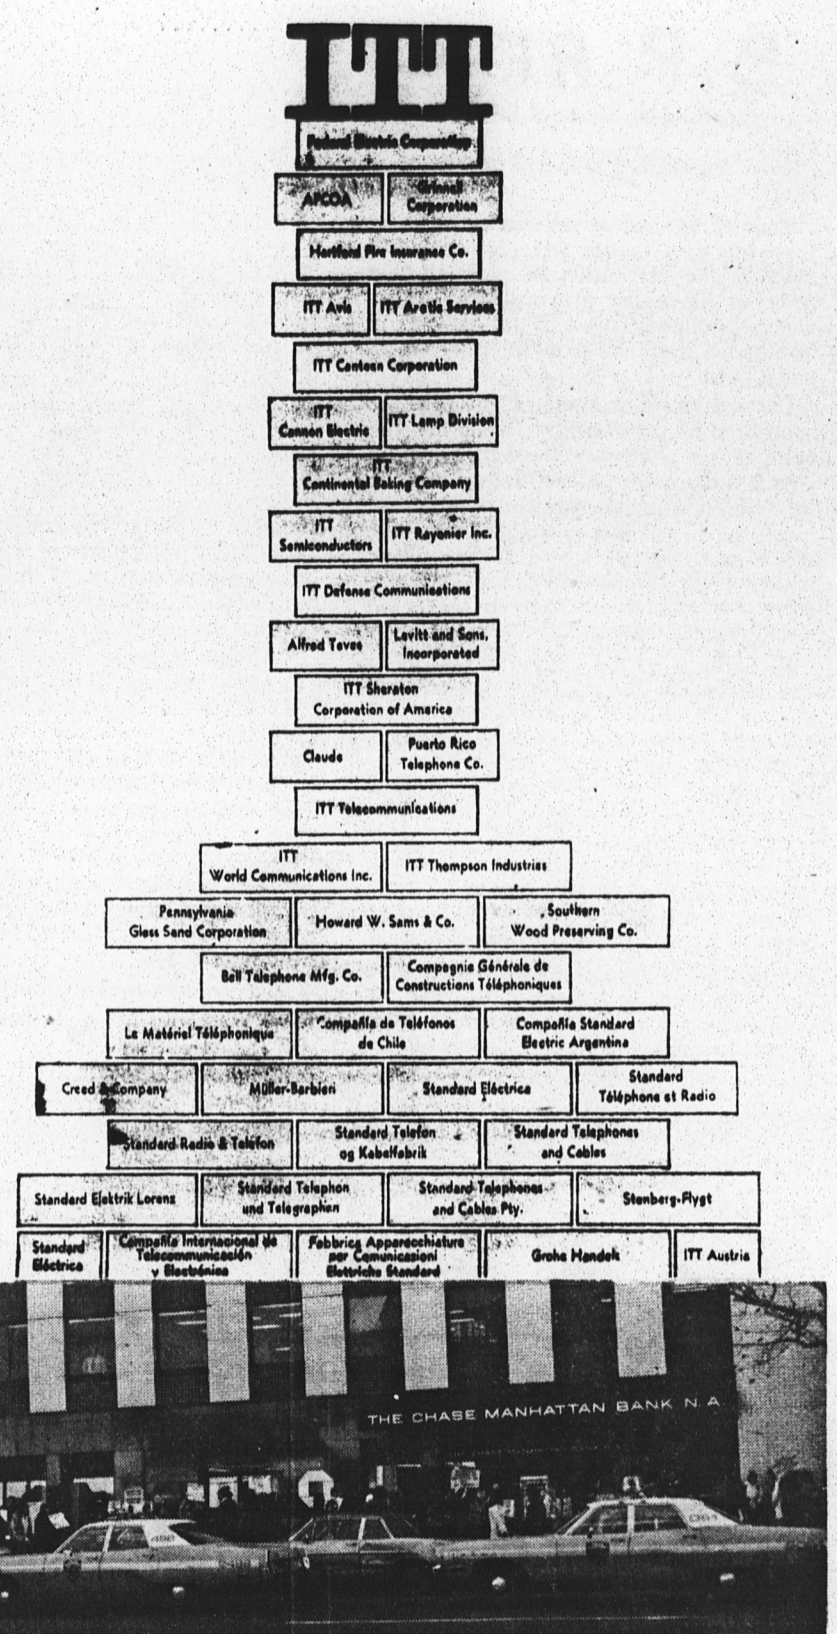 ITT
Federal Electric Corporation
APCOA
Grinnell
Corporation
Hartford Fire Insurance Co.
ITT Avis
ITT Arctic Services
ITT Canteen Corporation
ITT
Cannon Electric
ITT Lamp Division
ITT
Continental Baking Company
ITT
Semiconductors
ITT Rayonier Inc.
ITT Defense Communications
Alfred Teves
Levitt and Sons,
Incorporated
ITT Sheraton
Corporation of America
Claude
Puerto Rico
Telephone Co.
ITT Telecommunications
ITT
World Communications Inc.
ITT Thompson Industries
Pennsylvania
Glass Sand Corporation
Howard W. Sams & Co.
Southern
Wood Preserving Co.
Bell Telephone Mfg. Co.
Compagnie Générale de
Constructions Téléphoniques
Le Matériel Téléphonique
Compañía de Teléfonos
de Chile
Compañía Standard
Electric Argentina
Creed & Company
Müller-Barbieri
Standard Eléctrica
Standard
Téléphone et Radio
Standard Radio & Telefon
Standard Telefon
og Kabelfabrik
Standard Telephones
and Cables
Standard Elektrik Lorenz
Standard Telephon
und Telegraphen
Standard Telephones
and Cables Pty.
Stenberg-Flygt
Standard
Eléctrica
Compañía Internacional de
Telecommunicación
y Electrónica
Fabbrica Apparecchiature
per Comunicazioni
Elettriche Standard
Grohe Handels
ITT Austria
THE CHASE MANHATTAN BANK N.A.